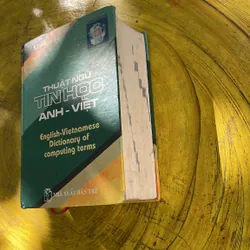 THUẬT NGỮ
TIN HỌC
ANH - VIỆT
English-Vietnamese
Dictionary of
computing terms